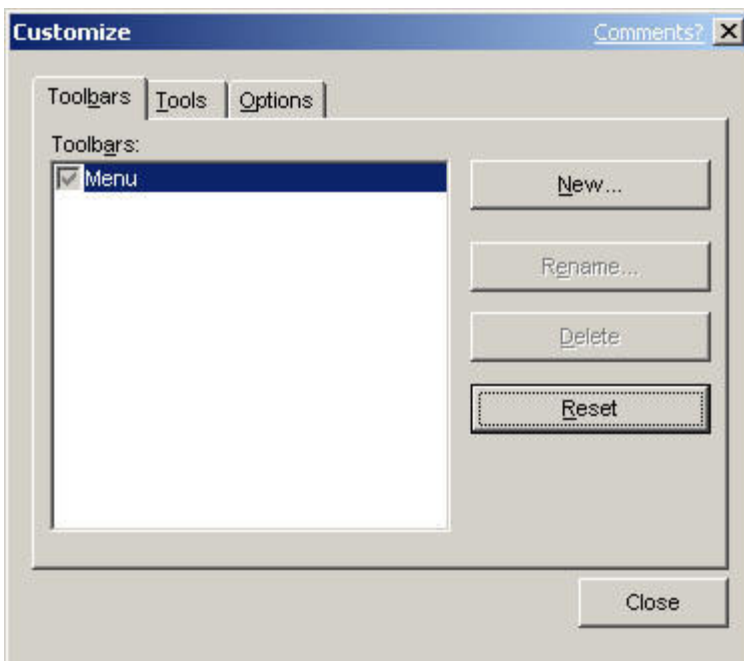 Customize Comments?
Toolbars Tools Options
Toolbars:
Menu
New...
Rename...
Delete
Reset
Close